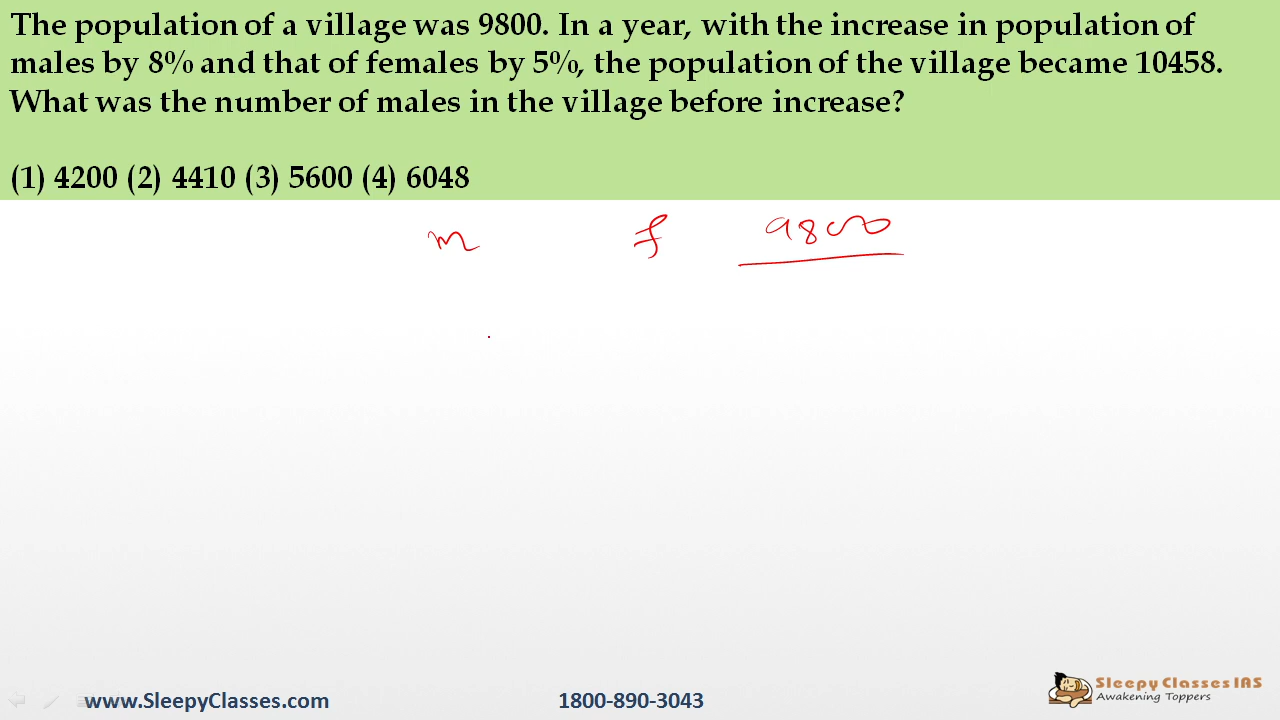 The population of a village was 9800. In a year, with the increase in population of
males by 8% and that of females by 5%, the population of the village became 10458.
What was the number of males in the village before increase?
(1) 4200 (2) 4410 (3) 5600 (4) 6048
m f 9800
www.SleepyClasses.com 1800-890-3043
Sleepy Classes IAS
Awakening Toppers